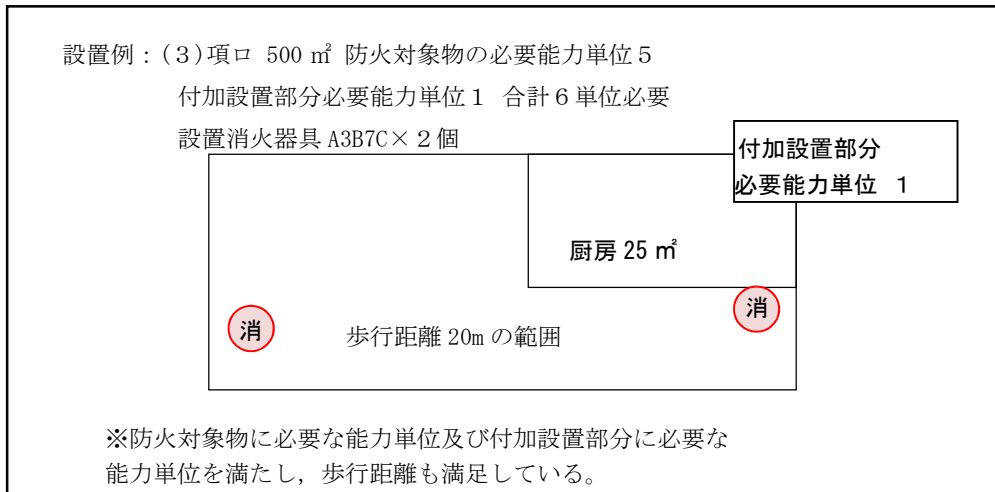 設置例：(３)項ロ 500 ㎡ 防火対象物の必要能力単位５
付加設置部分必要能力単位１ 合計６単位必要
設置消火器具 A3B7C×２個
付加設置部分
必要能力単位 1
厨房 25 ㎡
消
消
歩行距離 20m の範囲
※防火対象物に必要な能力単位及び付加設置部分に必要な
能力単位を満たし，歩行距離も満足している。